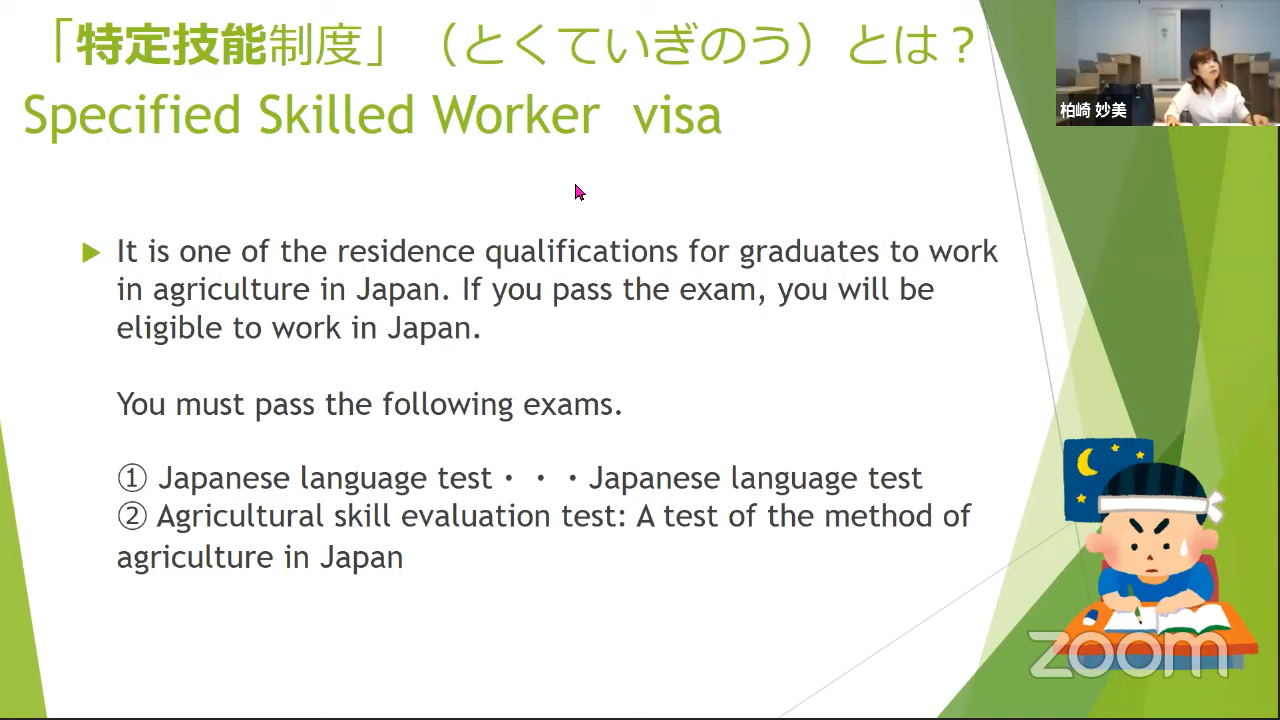 「特定技能制度」（とくていぎのう）とは？
Specified Skilled Worker visa
柏崎 妙美
It is one of the residence qualifications for graduates to work
in agriculture in Japan. If you pass the exam, you will be
eligible to work in Japan.
You must pass the following exams.
① Japanese language test・・・Japanese language test
② Agricultural skill evaluation test: A test of the method of
agriculture in Japan
zoom